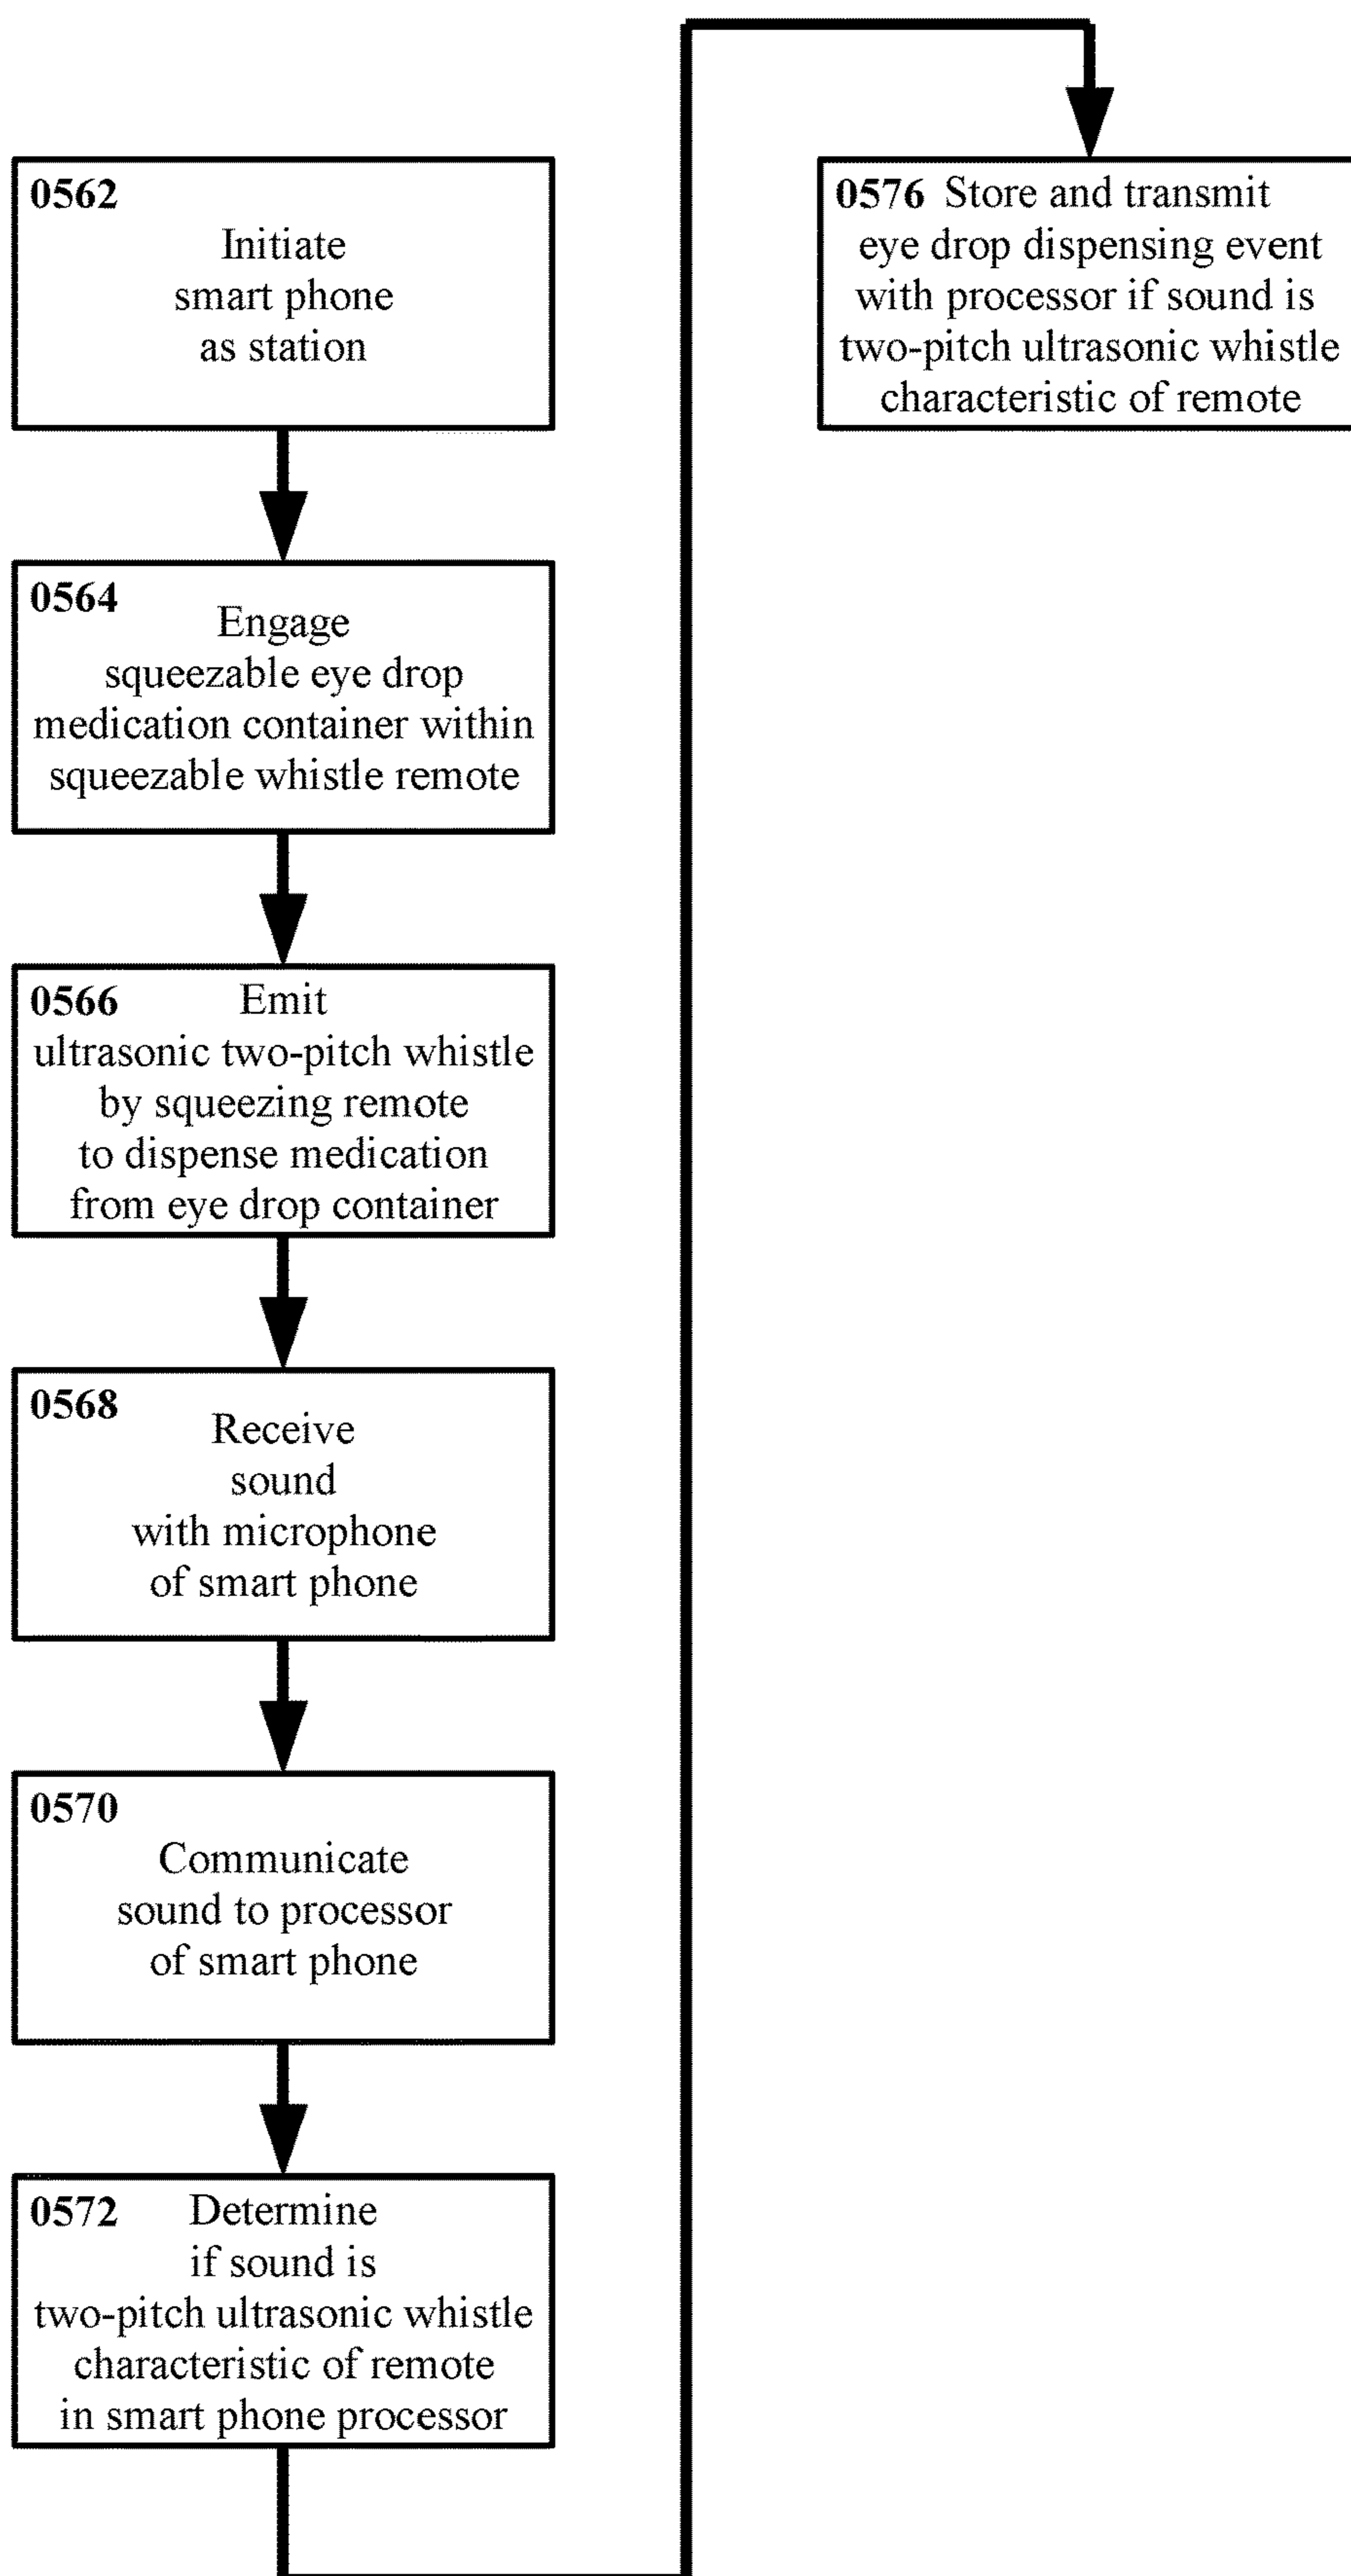 0562
Initiate
smart phone
as station
0564
Engage
squeezable eye drop
medication container within
squeezable whistle remote
0566 Emit
ultrasonic two-pitch whistle
by squeezing remote
to dispense medication
from eye drop container
0568
Receive
sound
with microphone
of smart phone
0570
Communicate
sound to processor
of smart phone
0572 Determine
if sound is
two-pitch ultrasonic whistle
characteristic of remote
in smart phone processor
0576 Store and transmit
eye drop dispensing event
with processor if sound is
two-pitch ultrasonic whistle
characteristic of remote